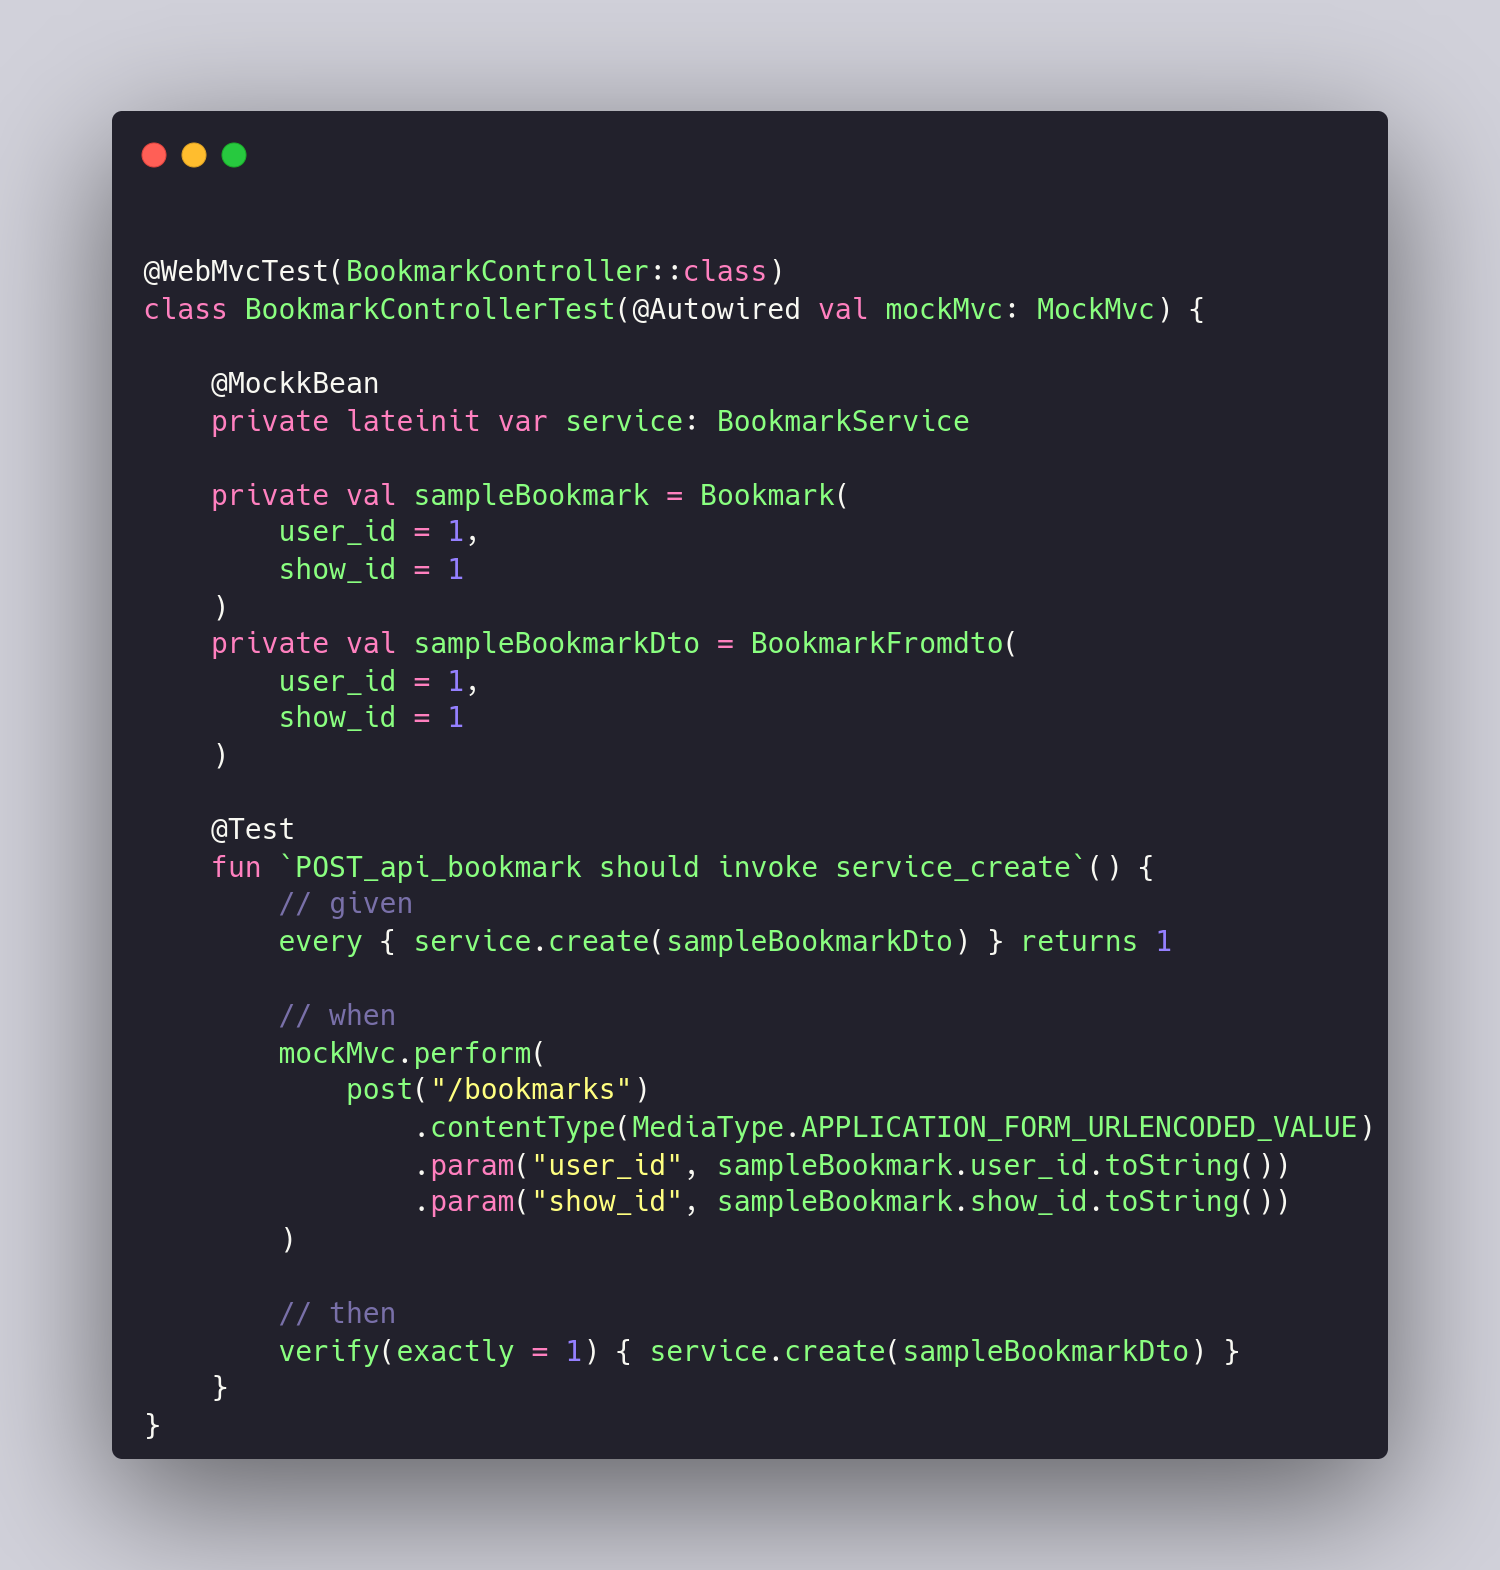 @WebMvcTest(BookmarkController::class)
class BookmarkControllerTest(@Autowired val mockMvc: MockMvc) {

    @MockkBean
    private lateinit var service: BookmarkService

    private val sampleBookmark = Bookmark(
        user_id = 1,
        show_id = 1
    )
    private val sampleBookmarkDto = BookmarkFromdto(
        user_id = 1,
        show_id = 1
    )

    @Test
    fun `POST_api_bookmark should invoke service_create`() {
        // given
        every { service.create(sampleBookmarkDto) } returns 1

        // when
        mockMvc.perform(
            post("/bookmarks")
                .contentType(MediaType.APPLICATION_FORM_URLENCODED_VALUE)
                .param("user_id", sampleBookmark.user_id.toString())
                .param("show_id", sampleBookmark.show_id.toString())
        )

        // then
        verify(exactly = 1) { service.create(sampleBookmarkDto) }
    }
}